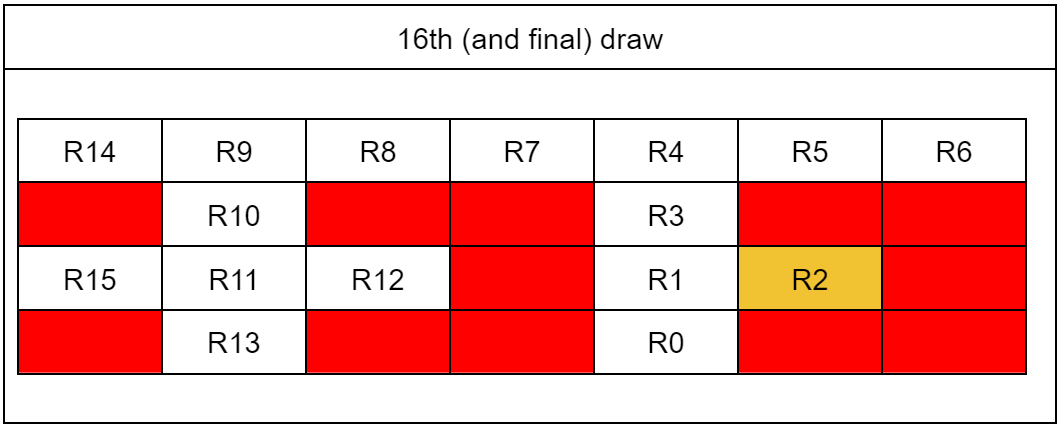 16th (and final) draw
R14 R9 R8 R7 R4 R5 R6
R10 R3
R15 R11 R12 R1 R2
R13 R0